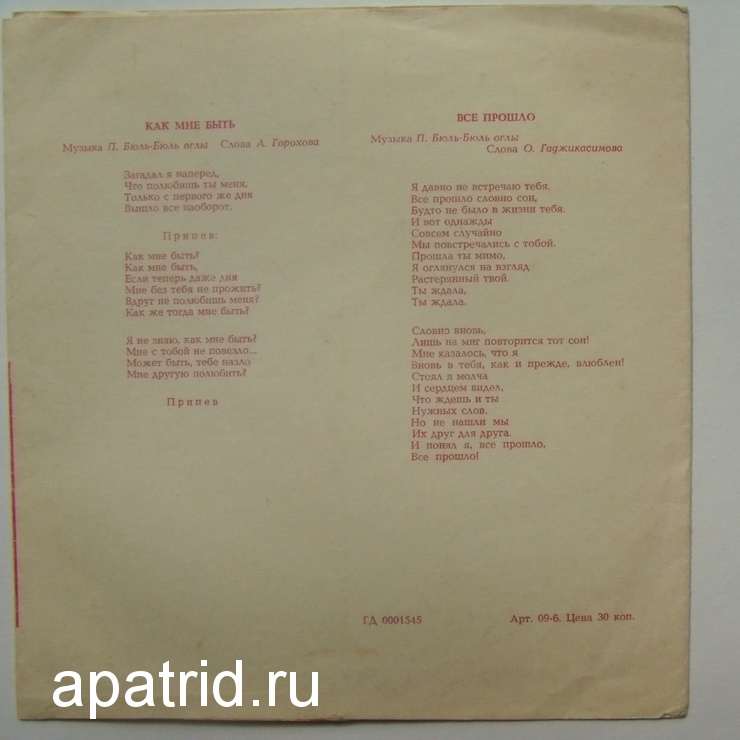 КАК МНЕ БЫТЬ
Музыка П. Бюль-Бюль оглы Слова А. Горохова
Загадал я наперед,
Что полюбишь ты меня,
Только с первого же дня
Вышло все наоборот.
Припев:
Как мне быть?
Как мне быть,
Если теперь даже дня
Мне без тебя не прожить?
Вдруг не полюбишь меня?
Как же тогда мне быть?
Я не знаю, как мне быть?
Мне с тобой не повезло...
Может быть, тебе назло
Мне другую полюбить?
Припев
ВСЕ ПРОШЛО
Музыка П. Бюль-Бюль оглы
Слова О. Гаджикасимова
Я давно не встречаю тебя.
Все прошло словно сон,
Будто не было в жизни тебя.
И вот однажды
Совсем случайно
Мы повстречались с тобой.
Прошла ты мимо,
Я оглянулся на взгляд
Растерянный твой.
Ты ждала,
Ты ждала.
Словно вновь,
Лишь на миг повторится тот сон!
Мне казалось, что я
Вновь в тебя, как и прежде, влюблен!
Стоял я молча
И сердцем видел,
Что ждешь и ты
Нужных слов.
Но не нашли мы
Их друг для друга.
И понял я, все прошло,
Все прошло!
ГД 0001545
Арт. 09-6. Цена 30 коп.
apatrid.ru